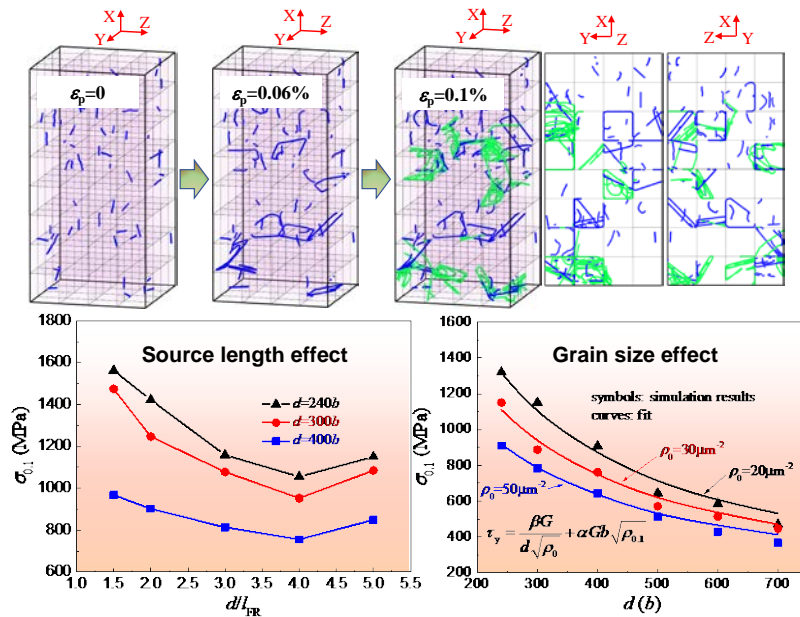 X X X X X
Z Z Z
Y Y Y Y Z Z Y
εp=0 εp=0.06% εp=0.1%
Source length effect
d=240b
d=300b
d=400b
σ0.1 (MPa)
1800
1600
1400
1200
1000
800
600
1.0 1.5 2.0 2.5 3.0 3.5 4.0 4.5 5.0 5.5
d/lFR
Grain size effect
symbols: simulation results
curves: fit
ρ0=30μm-2
ρ0=20μm-2
ρ0=50μm-2
τy = βG/(d√ρ0) + αGb√ρ0.1
σ0.1 (MPa)
1600
1400
1200
1000
800
600
400
200
200 300 400 500 600 700
d (b)